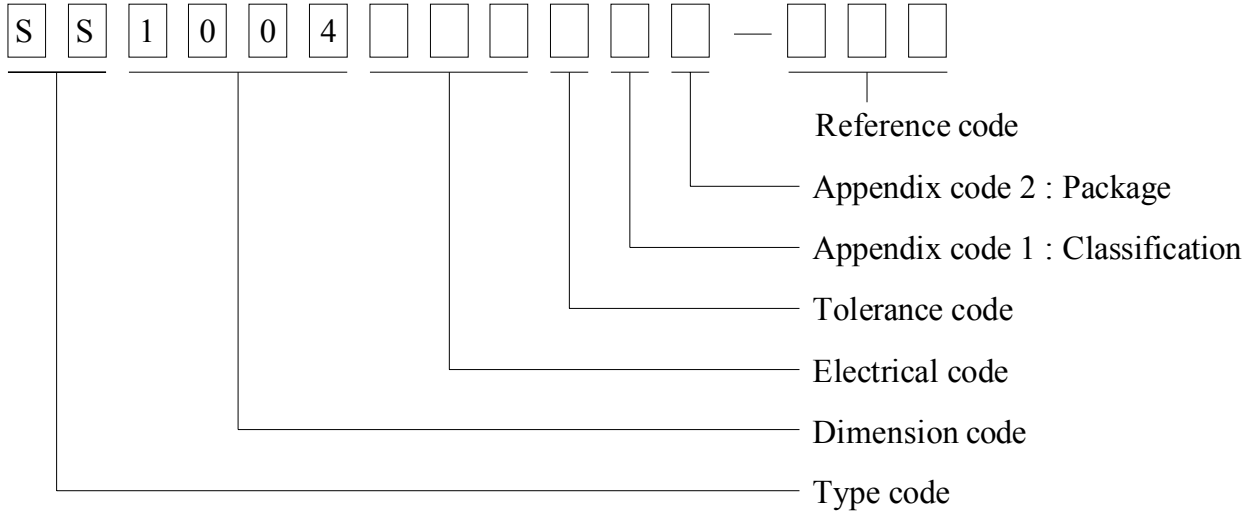 S S 1 0 0 4 —
Reference code
Appendix code 2 : Package
Appendix code 1 : Classification
Tolerance code
Electrical code
Dimension code
Type code